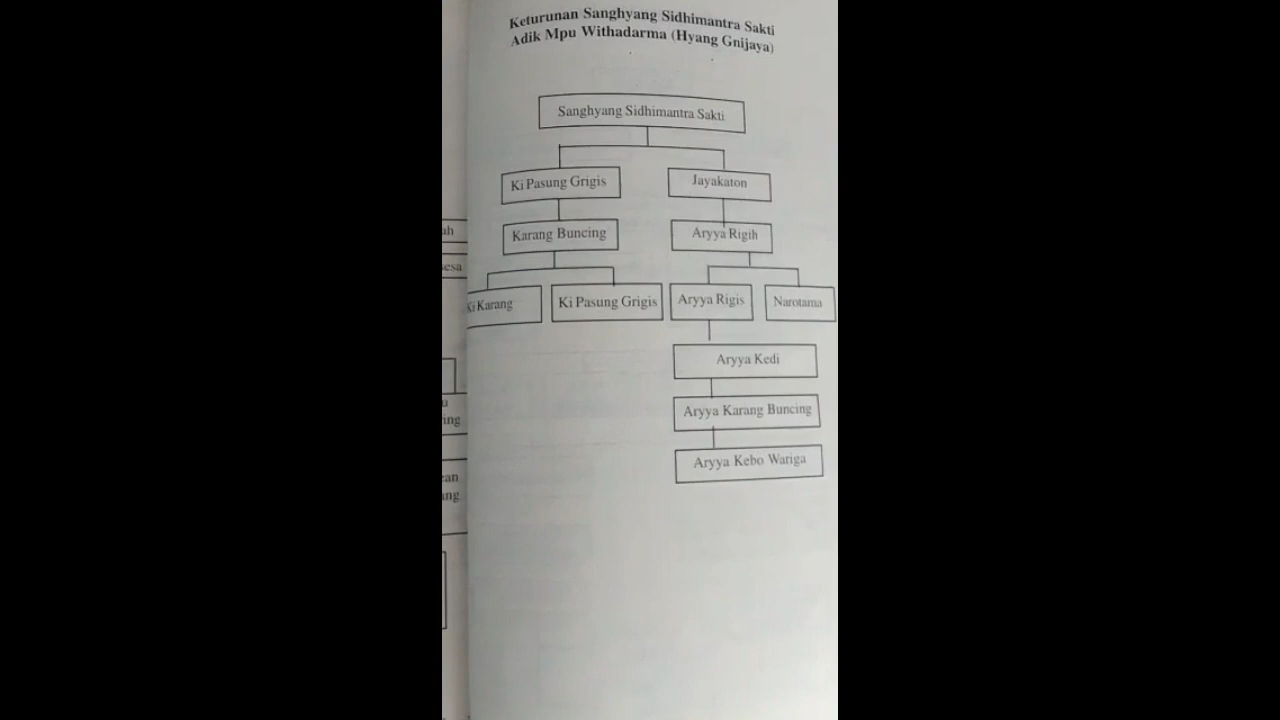 Keturunan Sanghyang Sidhimantra Sakti
Adik Mpu Withadarma (Hyang Gnijaya)
Sanghyang Sidhimantra Sakti
Ki Pasung Grigis
Jayakaton
Karang Buncing
Aryya Rigih
Ki Karang
Ki Pasung Grigis
Aryya Rigis
Narotama
Aryya Kedi
Aryya Karang Buncing
Aryya Kebo Wariga